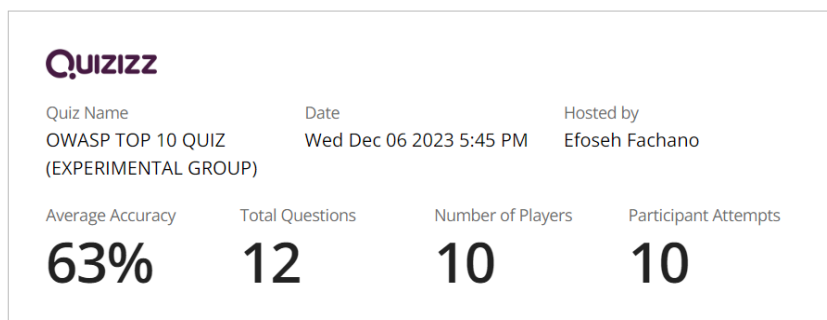 Quizizz
Quiz Name Date Hosted by
OWASP TOP 10 QUIZ Wed Dec 06 2023 5:45 PM Efoseh Fachano
(EXPERIMENTAL GROUP)
Average Accuracy Total Questions Number of Players Participant Attempts
63% 12 10 10